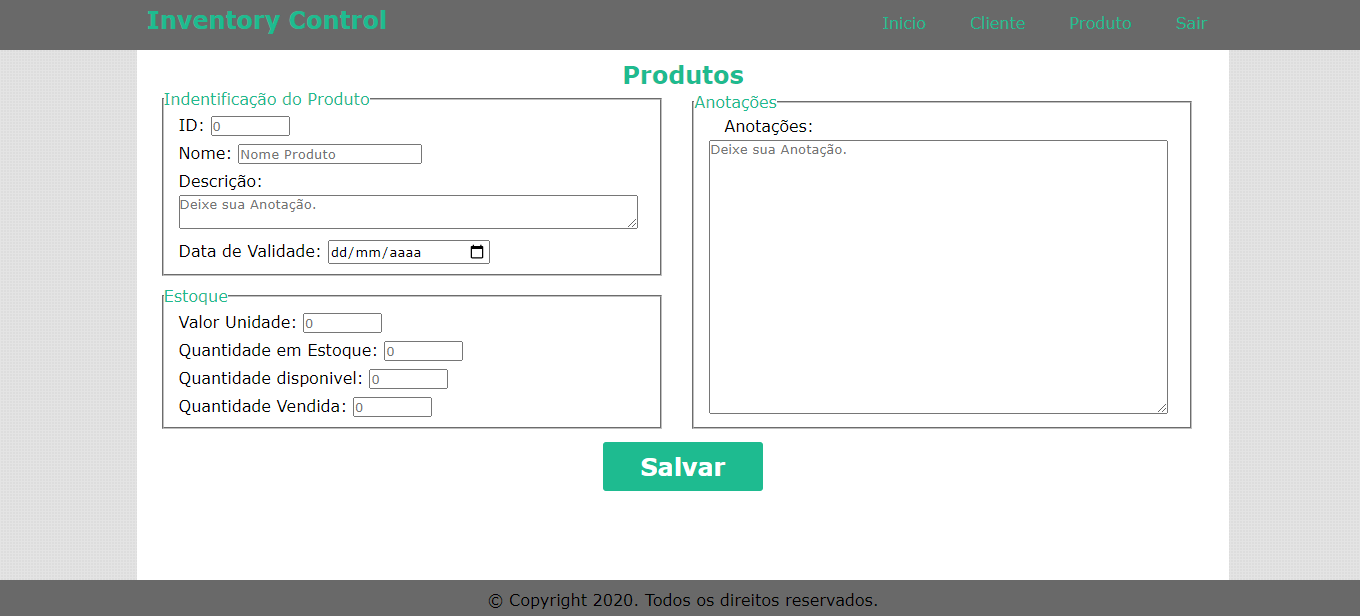 Inventory Control
Inicio Cliente Produto Sair
Produtos
Indentificação do Produto
ID: 0
Nome: Nome Produto
Descrição:
Deixe sua Anotação.
Data de Validade: dd/mm/aaaa
Estoque
Valor Unidade: 0
Quantidade em Estoque: 0
Quantidade disponivel: 0
Quantidade Vendida: 0
Anotações
Anotações:
Deixe sua Anotação.
Salvar
© Copyright 2020. Todos os direitos reservados.